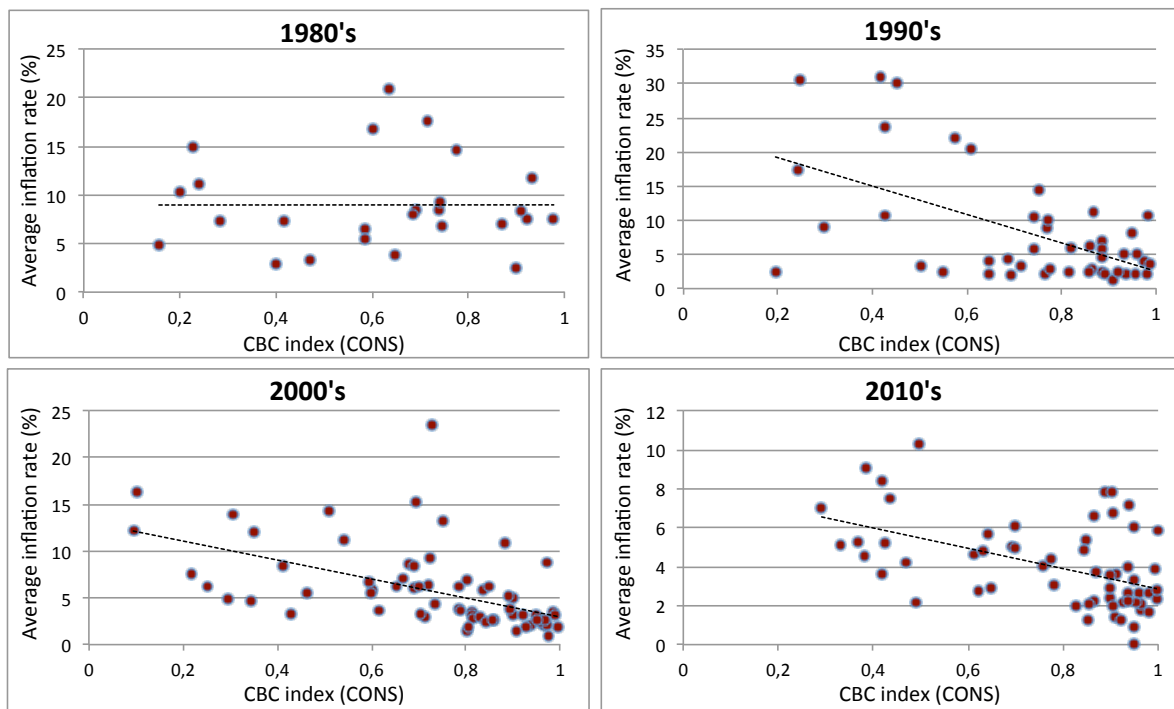 1980's
Average inflation rate (%)
25
20
15
10
5
0
0 0,2 0,4 0,6 0,8 1
CBC index (CONS)
1990's
Average inflation rate (%)
35
30
25
20
15
10
5
0
0 0,2 0,4 0,6 0,8 1
CBC index (CONS)
2000's
Average inflation rate (%)
25
20
15
10
5
0
0 0,2 0,4 0,6 0,8 1
CBC index (CONS)
2010's
Average inflation rate (%)
12
10
8
6
4
2
0
0 0,2 0,4 0,6 0,8 1
CBC index (CONS)